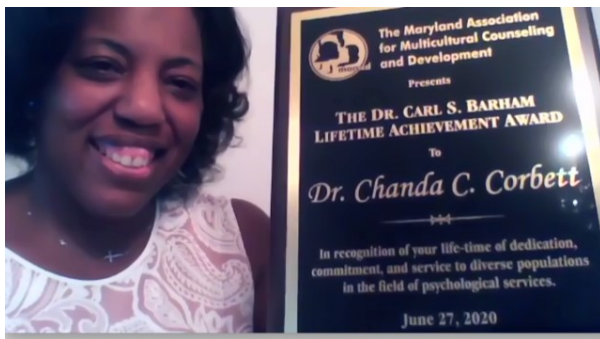 The Maryland Association
for Multicultural Counseling
and Development
Presents
THE DR. CARL S. BARHAM
LIFETIME ACHIEVEMENT AWARD
To
Dr. Chanda C. Corbett
In recognition of your life-time of dedication,
commitment, and service to diverse populations
in the field of psychological services.
June 27, 2020